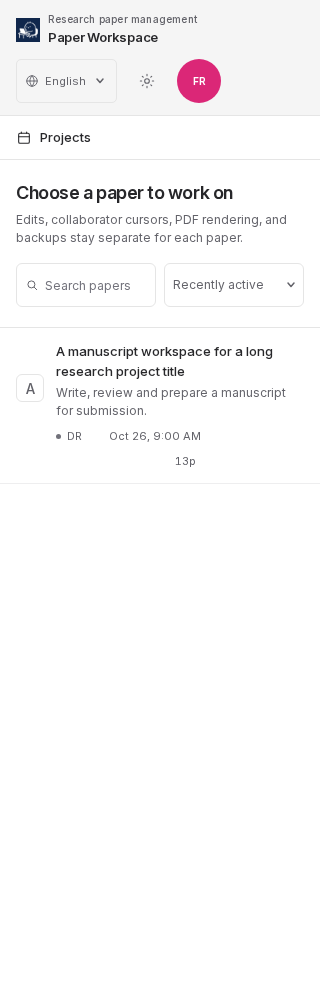 Research paper management
Paper Workspace
English
FR
Projects
Choose a paper to work on
Edits, collaborator cursors, PDF rendering, and
backups stay separate for each paper.
Search papers
Recently active
A
A manuscript workspace for a long
research project title
Write, review and prepare a manuscript
for submission.
DR
Oct 26, 9:00 AM
13p